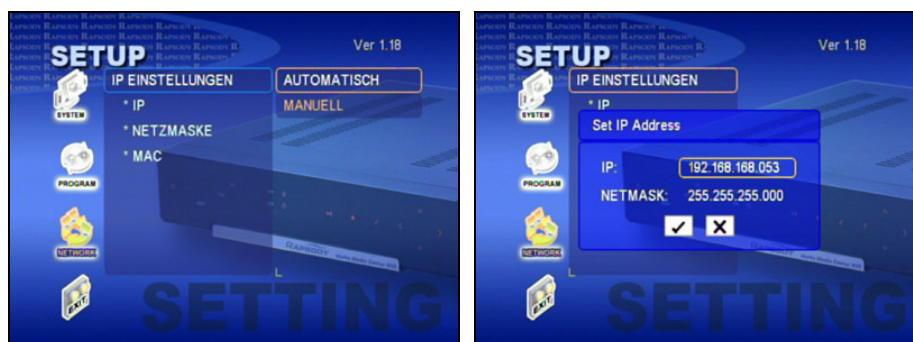 SETUP
Ver 1.18
IP EINSTELLUNGEN
AUTOMATISCH
* IP
MANUELL
* NETZMASKE
* MAC
SYSTEM
PROGRAM
NETWORK
EXIT
RAPSODY
SETTING
SETUP
Ver 1.18
IP EINSTELLUNGEN
* IP
Set IP Address
IP: 192.168.168.053
NETMASK: 255.255.255.000
SYSTEM
PROGRAM
NETWORK
EXIT
RAPSODY
SETTING